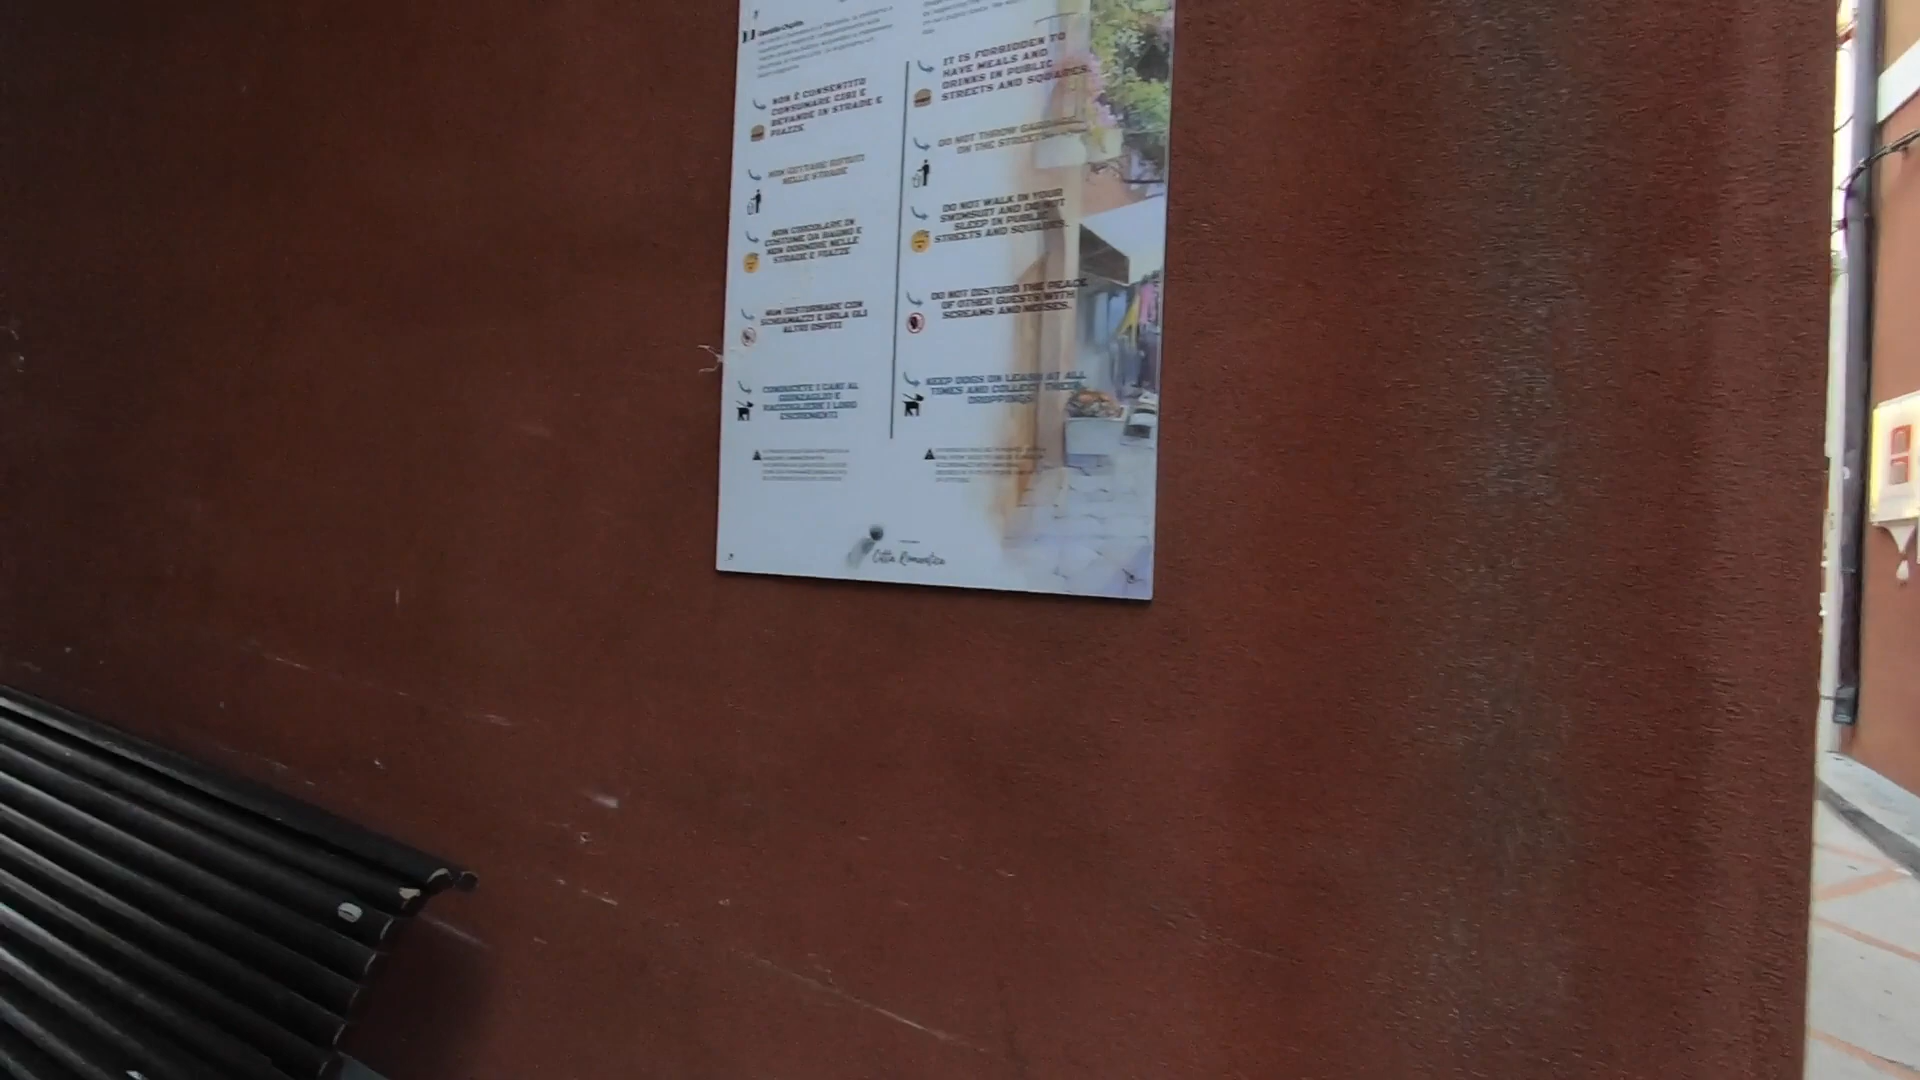 Gentile Ospite
NON È CONSENTITO
CONSUMARE CIBI E
BEVANDE IN STRADE E
PIAZZE
NON GETTARE RIFIUTI
NELLE STRADE
NON CIRCOLARE IN
COSTUME DA BAGNO E
NON DORMIRE NELLE
STRADE E PIAZZE
NON DISTURBARE CON
SCHIAMAZZI E URLA GLI
ALTRI OSPITI
CONDUCETE I CANI AL
GUINZAGLIO E
RACCOGLIERE I LORO
ESCREMENTI
IT IS FORBIDDEN TO
HAVE MEALS AND
DRINKS IN PUBLIC
STREETS AND SQUARES.
DO NOT THROW GARBAGE
ON THE STREETS
DO NOT WALK IN YOUR
SWIMSUIT AND DO NOT
SLEEP IN PUBLIC
STREETS AND SQUARES.
DO NOT DISTURB THE PEACE
OF OTHER GUESTS WITH
SCREAMS AND NOISES.
KEEP DOGS ON LEASH AT ALL
TIMES AND COLLECT THEIR
DROPPINGS
Città Romantica